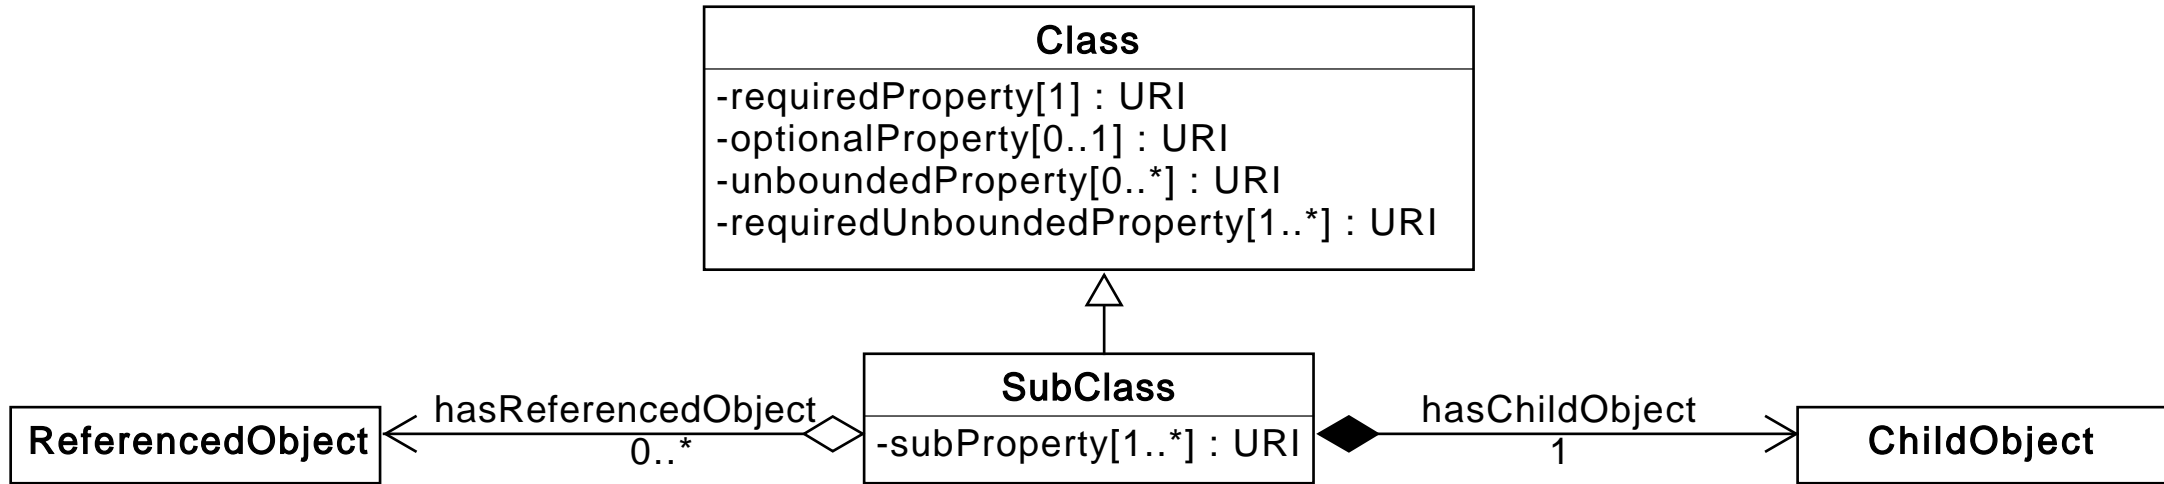 Class
-requiredProperty[1] : URI
-optionalProperty[0..1] : URI
-unboundedProperty[0..*] : URI
-requiredUnboundedProperty[1..*] : URI
SubClass
-subProperty[1..*] : URI
ReferencedObject
hasReferencedObject
0..*
hasChildObject
1
ChildObject